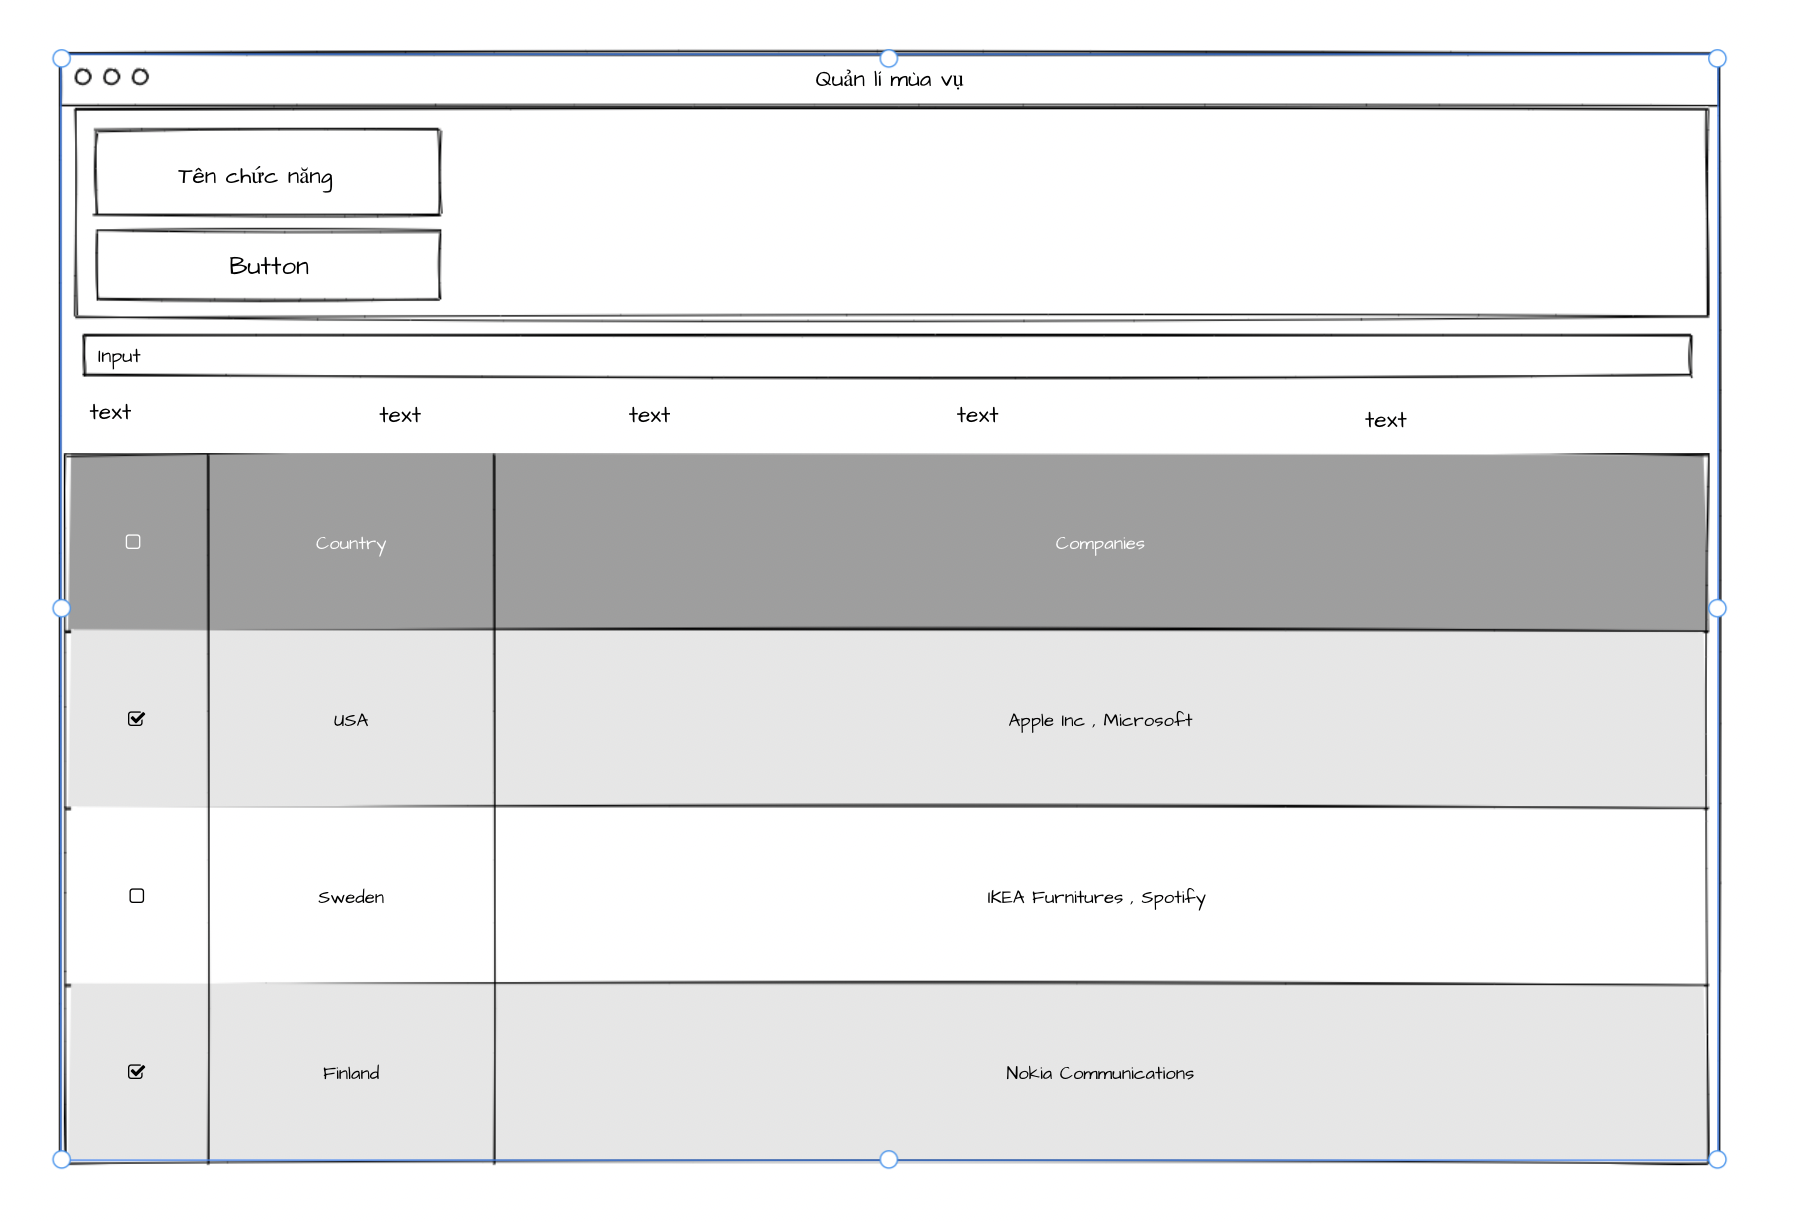 Quản lí mùa vụ
Tên chức năng
Button
Input
text text text text text
Country Companies
USA Apple Inc , Microsoft
Sweden IKEA Furnitures , Spotify
Finland Nokia Communications